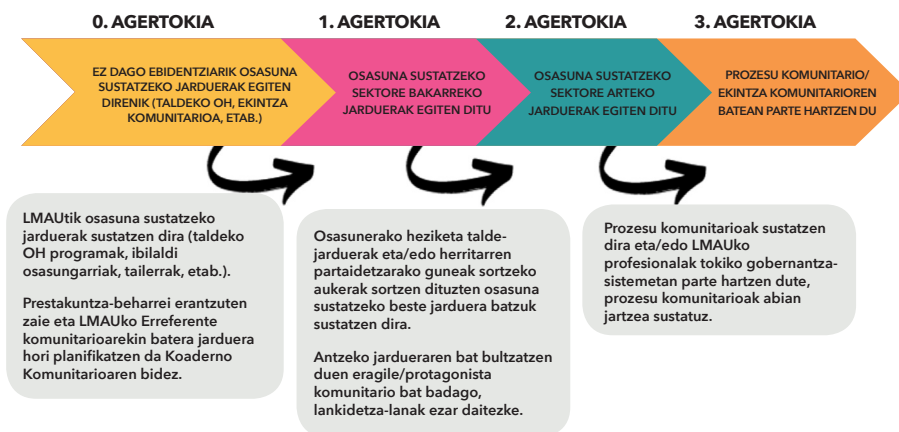 0. AGERTOKIA
1. AGERTOKIA
2. AGERTOKIA
3. AGERTOKIA
EZ DAGO EBIDENTZIARIK OSASUNA
SUSTATZEKO JARDUERAK EGITEN
DIRENIK (TALDEKO OH, EKINTZA
KOMUNITARIOA, ETAB.)
OSASUNA SUSTATZEKO
SEKTORE BAKARREKO
JARDUERAK EGITEN DITU
OSASUNA SUSTATZEKO
SEKTORE ARTEKO
JARDUERAK EGITEN DITU
PROZESU KOMUNITARIO/
EKINTZA KOMUNITARIOREN
BATEAN PARTE HARTZEN DU
LMAUtik osasuna sustatzeko
jarduerak sustatzen dira (taldeko
OH programak, ibilaldi
osasungarriak, tailerrak, etab.).
Prestakuntza-beharrei erantzuten
zaie eta LMAUko Erreferente
komunitarioarekin batera jarduera
hori planifikatzen da Koaderno
Komunitarioaren bidez.
Osasunerako heziketa talde-
jarduerak eta/edo herritarren
partaidetzarako guneak sortzeko
aukerak sortzen dituzten osasuna
sustatzeko beste jarduera batzuk
sustatzen dira.
Antzeko jardueraren bat bultzatzen
duen eragile/protagonista
komunitario bat badago,
lankidetza-lanak ezar daitezke.
Prozesu komunitarioak sustatzen
dira eta/edo LMAUko
profesionalak tokiko gobernantza-
sistemetan parte hartzen dute,
prozesu komunitarioak abian
jartzea sustatuz.